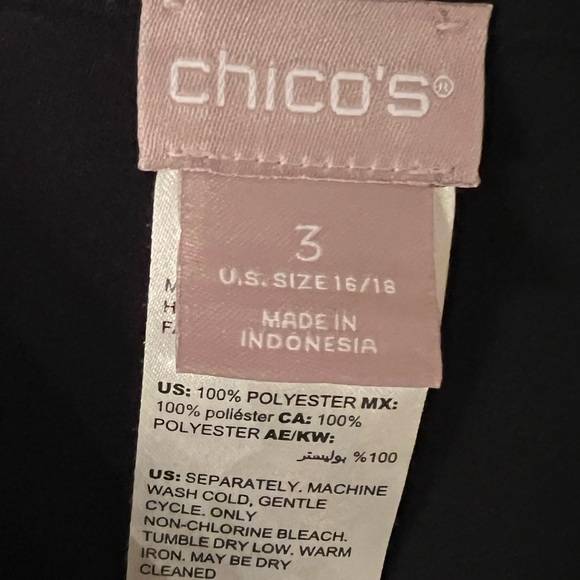 chico's®
3
U.S. SIZE 16/18
MADE IN
INDONESIA
US: 100% POLYESTER MX:
100% poliéster CA: 100%
POLYESTER AE/KW:
100% بوليستر
US: SEPARATELY. MACHINE
WASH COLD, GENTLE
CYCLE. ONLY
NON-CHLORINE BLEACH.
TUMBLE DRY LOW. WARM
IRON. MAY BE DRY
CLEANED